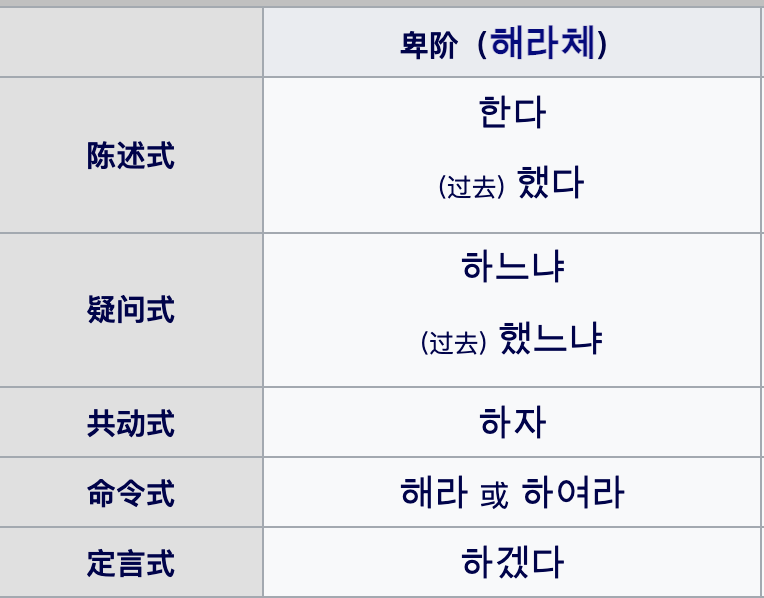 卑阶（해라체）
陈述式
한다
（过去）했다
疑问式
하느냐
（过去）했느냐
共动式
하자
命令式
해라 或 하여라
定言式
하겠다